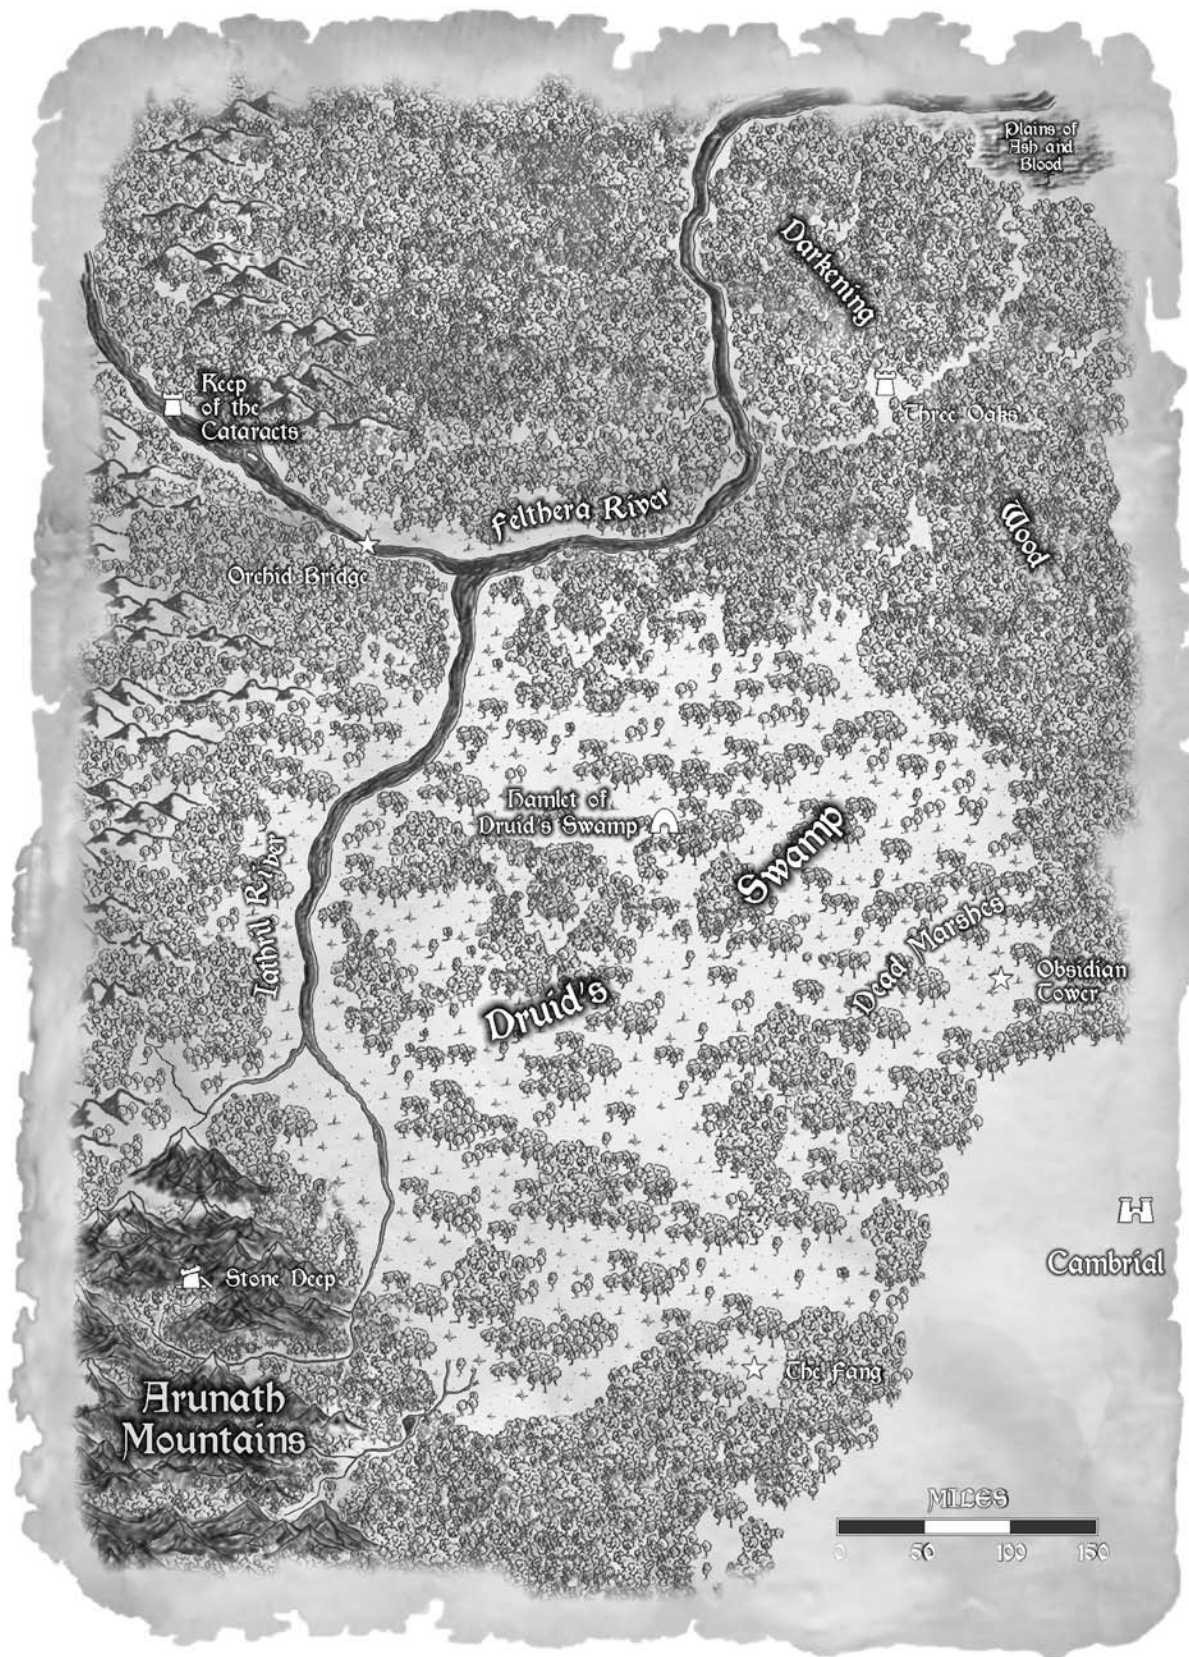 Plains of
Ash and
Blood
Darkening
Keep
of the
Cataracts
Three Oaks
Felthera River
Wood
Orchid Bridge
Hamlet of
Druid's Swamp
Swamp
Iathril River
Dead Marshes
Obsidian
Tower
Druid's
Cambrial
Stone Deep
The Fang
Arunath
Mountains
MILES
0 50 100 150